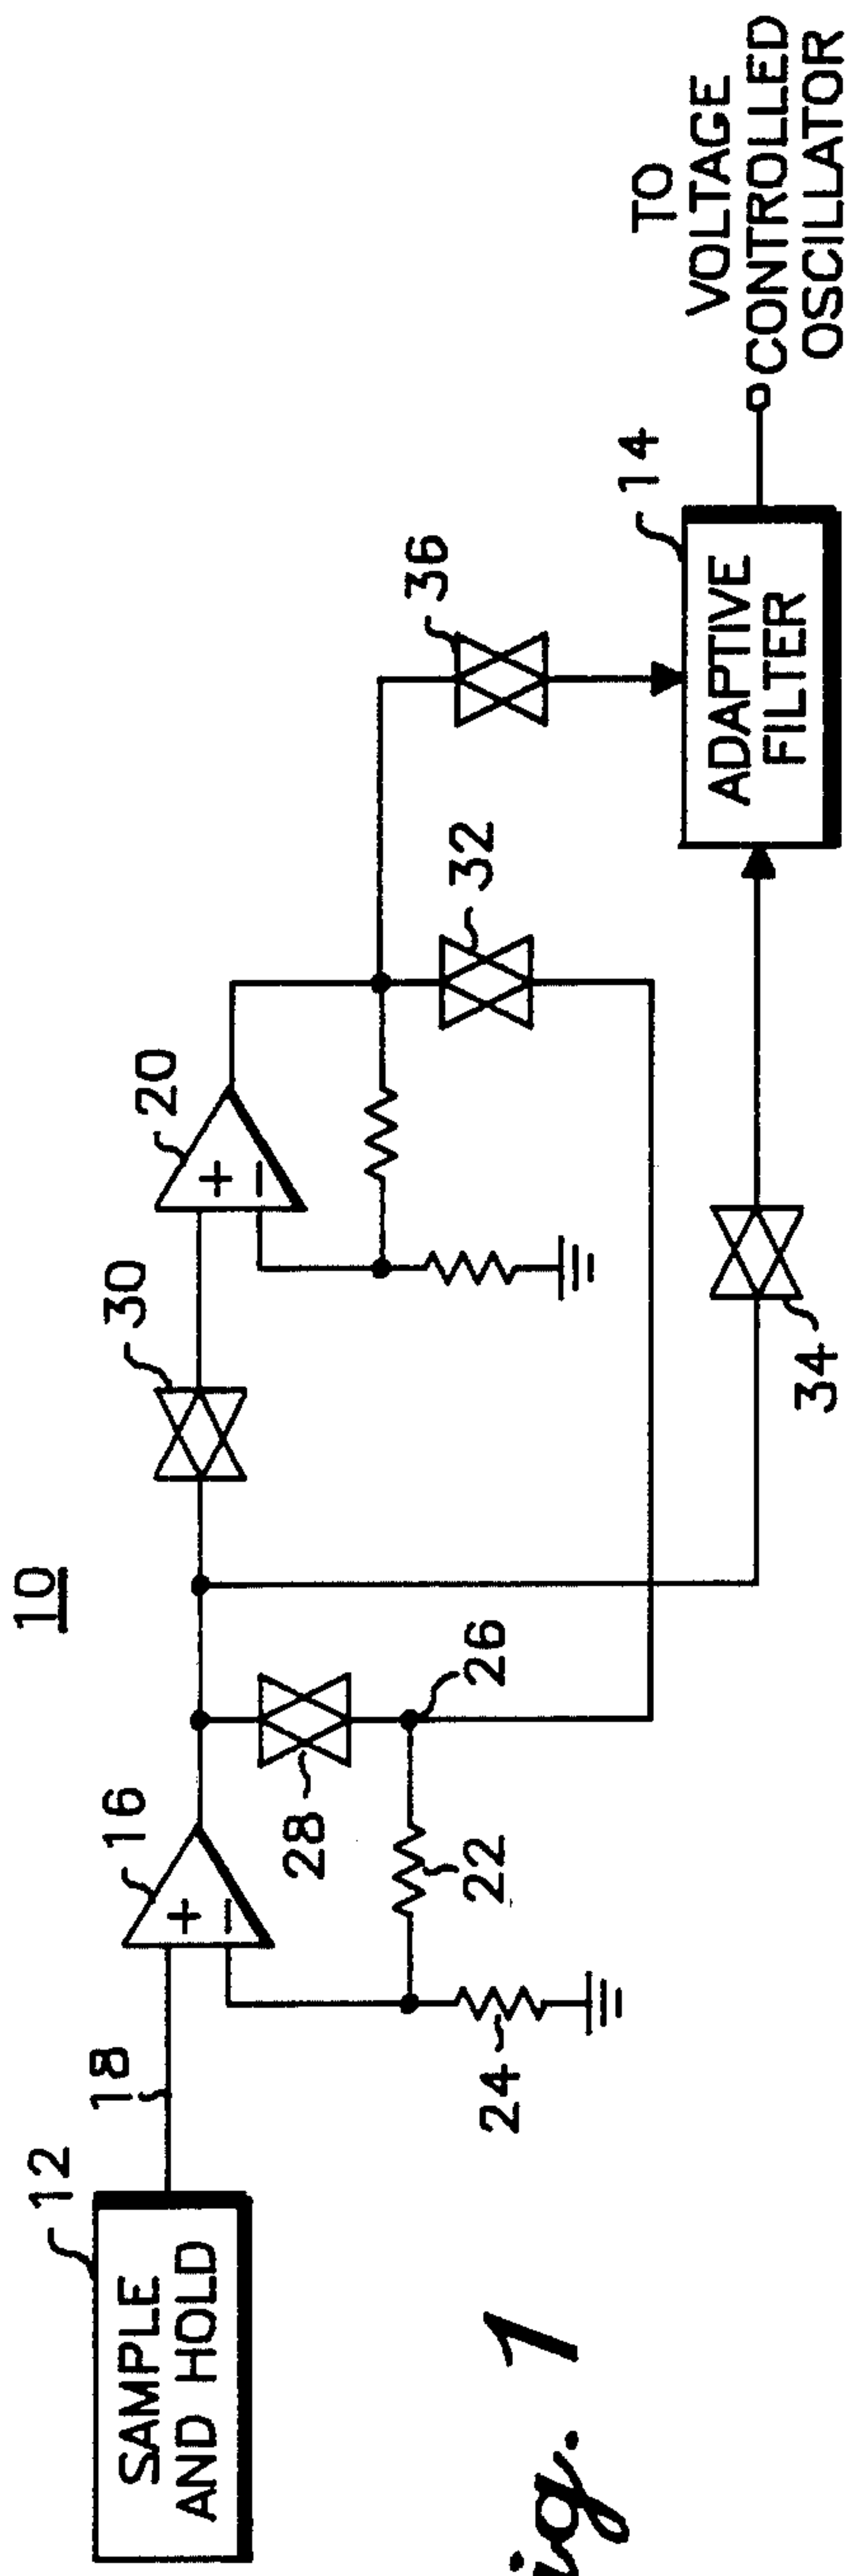 10
SAMPLE
AND HOLD
12
18
16
+
−
24
22
28
26
30
20
+
−
32
36
34
ADAPTIVE
FILTER
14
TO
VOLTAGE
CONTROLLED
OSCILLATOR
1